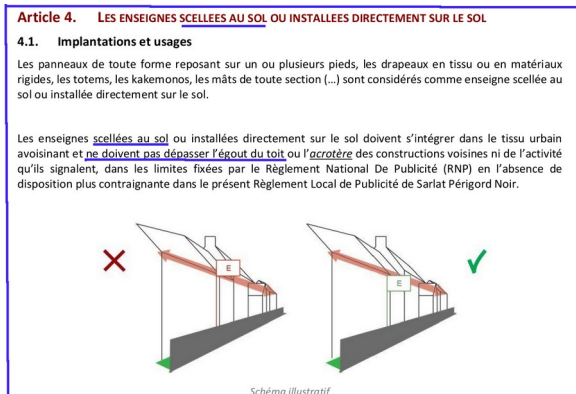 Article 4. LES ENSEIGNES SCELLEES AU SOL OU INSTALLEES DIRECTEMENT SUR LE SOL
4.1. Implantations et usages
Les panneaux de toute forme reposant sur un ou plusieurs pieds, les drapeaux en tissu ou en matériaux
rigides, les totems, les kakemonos, les mâts de toute section (...) sont considérés comme enseigne scellée au
sol ou installée directement sur le sol.
Les enseignes scellées au sol ou installées directement sur le sol doivent s'intégrer dans le tissu urbain
avoisinant et ne doivent pas dépasser l'égout du toit ou l'acrotère des constructions voisines ni de l'activité
qu'ils signalent, dans les limites fixées par le Règlement National De Publicité (RNP) en l'absence de
disposition plus contraignante dans le présent Règlement Local de Publicité de Sarlat Périgord Noir.
E
E
Schéma illustratif